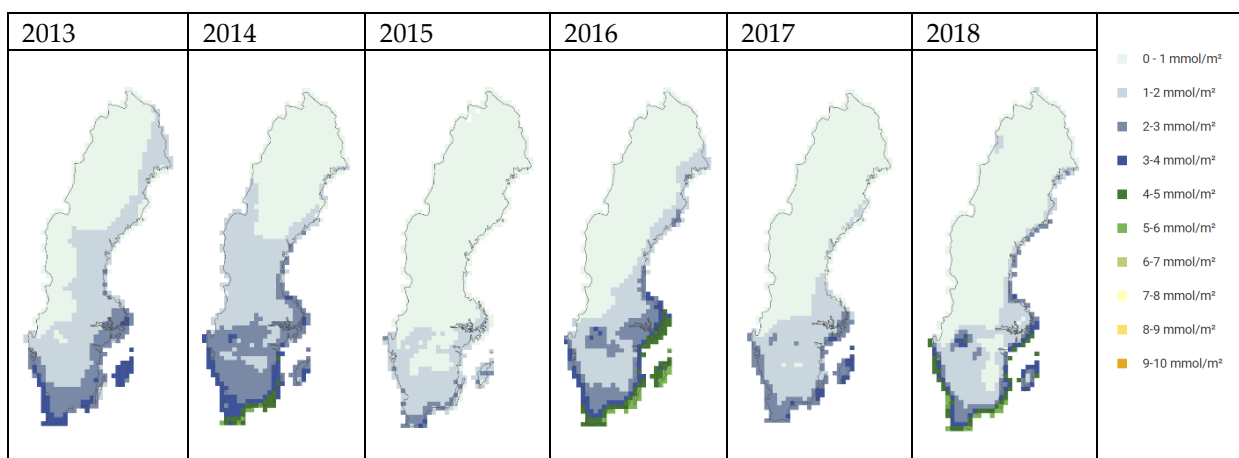 2013 2014 2015 2016 2017 2018
0 - 1 mmol/m²
1-2 mmol/m²
2-3 mmol/m²
3-4 mmol/m²
4-5 mmol/m²
5-6 mmol/m²
6-7 mmol/m²
7-8 mmol/m²
8-9 mmol/m²
9-10 mmol/m²